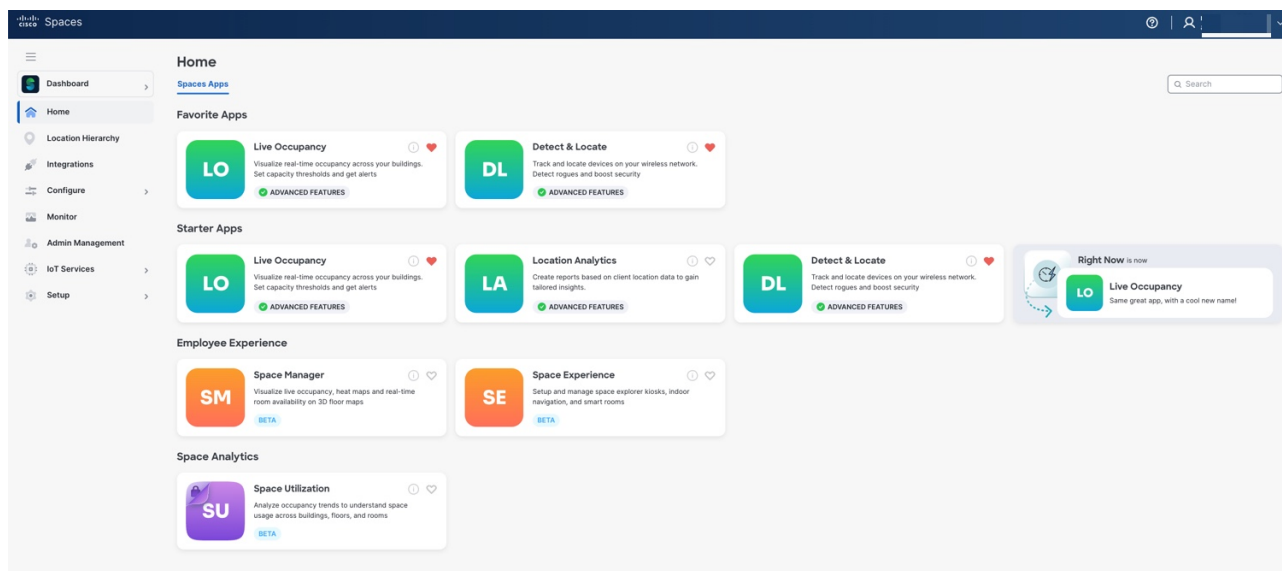 cisco Spaces
Dashboard
Home
Location Hierarchy
Integrations
Configure
Monitor
Admin Management
IoT Services
Setup
Home
Spaces Apps
Search
Favorite Apps
LO
Live Occupancy
Visualize real-time occupancy across your buildings.
Set capacity thresholds and get alerts
ADVANCED FEATURES
DL
Detect & Locate
Track and locate devices on your wireless network.
Detect rogues and boost security
ADVANCED FEATURES
Starter Apps
LO
Live Occupancy
Visualize real-time occupancy across your buildings.
Set capacity thresholds and get alerts
ADVANCED FEATURES
LA
Location Analytics
Create reports based on client location data to gain
tailored insights.
ADVANCED FEATURES
DL
Detect & Locate
Track and locate devices on your wireless network.
Detect rogues and boost security
ADVANCED FEATURES
Right Now is now
LO
Live Occupancy
Same great app, with a cool new name!
Employee Experience
SM
Space Manager
Visualize live occupancy, heat maps and real-time
room availability on 3D floor maps
BETA
SE
Space Experience
Setup and manage space explorer kiosks, indoor
navigation, and smart rooms
BETA
Space Analytics
SU
Space Utilization
Analyze occupancy trends to understand space
usage across buildings, floors, and rooms
BETA